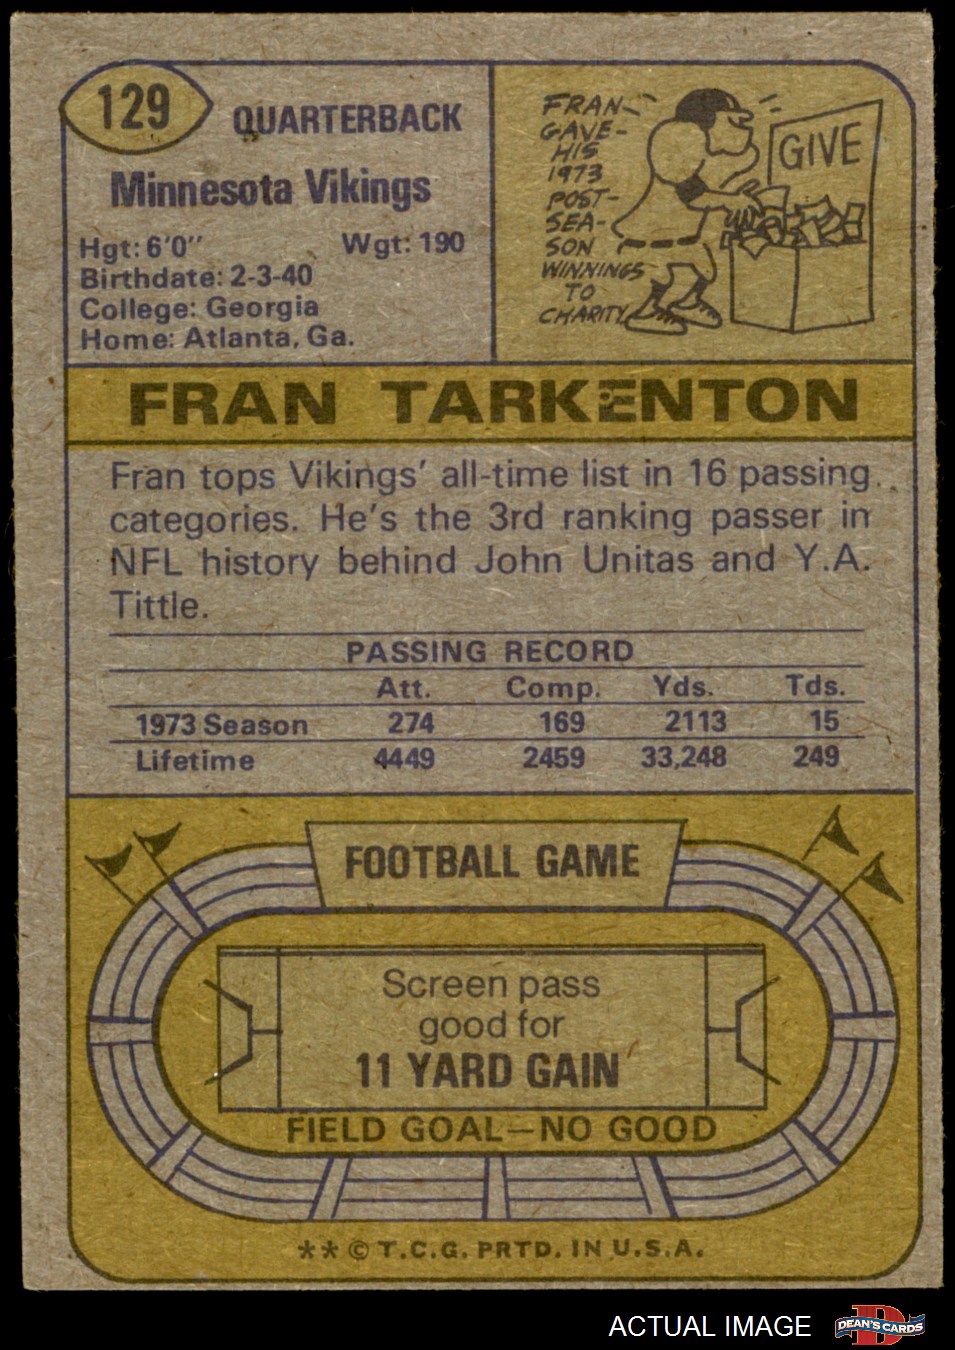 129
QUARTERBACK
Minnesota Vikings
Hgt: 6'0" Wgt: 190
Birthdate: 2-3-40
College: Georgia
Home: Atlanta, Ga.
FRAN
GAVE
HIS
1973
POST-
SEA-
SON
WINNINGS
TO
CHARITY
GIVE
FRAN TARKENTON
Fran tops Vikings' all-time list in 16 passing
categories. He's the 3rd ranking passer in
NFL history behind John Unitas and Y.A.
Tittle.
PASSING RECORD
Att. Comp. Yds. Tds.
1973 Season 274 169 2113 15
Lifetime 4449 2459 33,248 249
FOOTBALL GAME
Screen pass
good for
11 YARD GAIN
FIELD GOAL—NO GOOD
** © T.C.G. PRTD. IN U.S.A.
ACTUAL IMAGE
D
DEAN'S CARDS